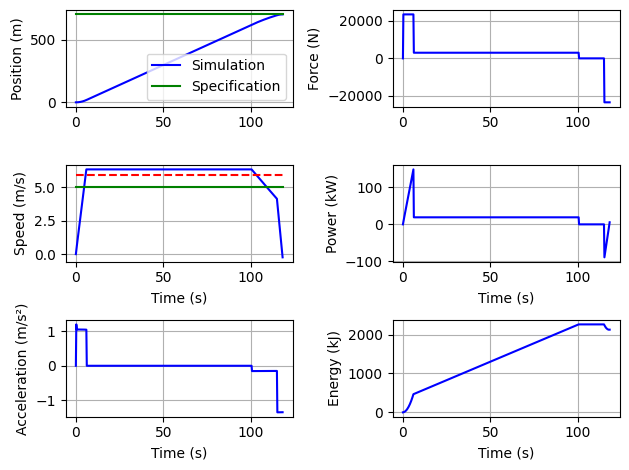 Position (m)
500
0
0
50
100
Simulation
Specification
Force (N)
20000
0
−20000
0
50
100
Speed (m/s)
5.0
2.5
0.0
0
50
100
Time (s)
Power (kW)
100
0
−100
0
50
100
Time (s)
Acceleration (m/s²)
1
0
−1
0
50
100
Time (s)
Energy (kJ)
2000
1000
0
0
50
100
Time (s)